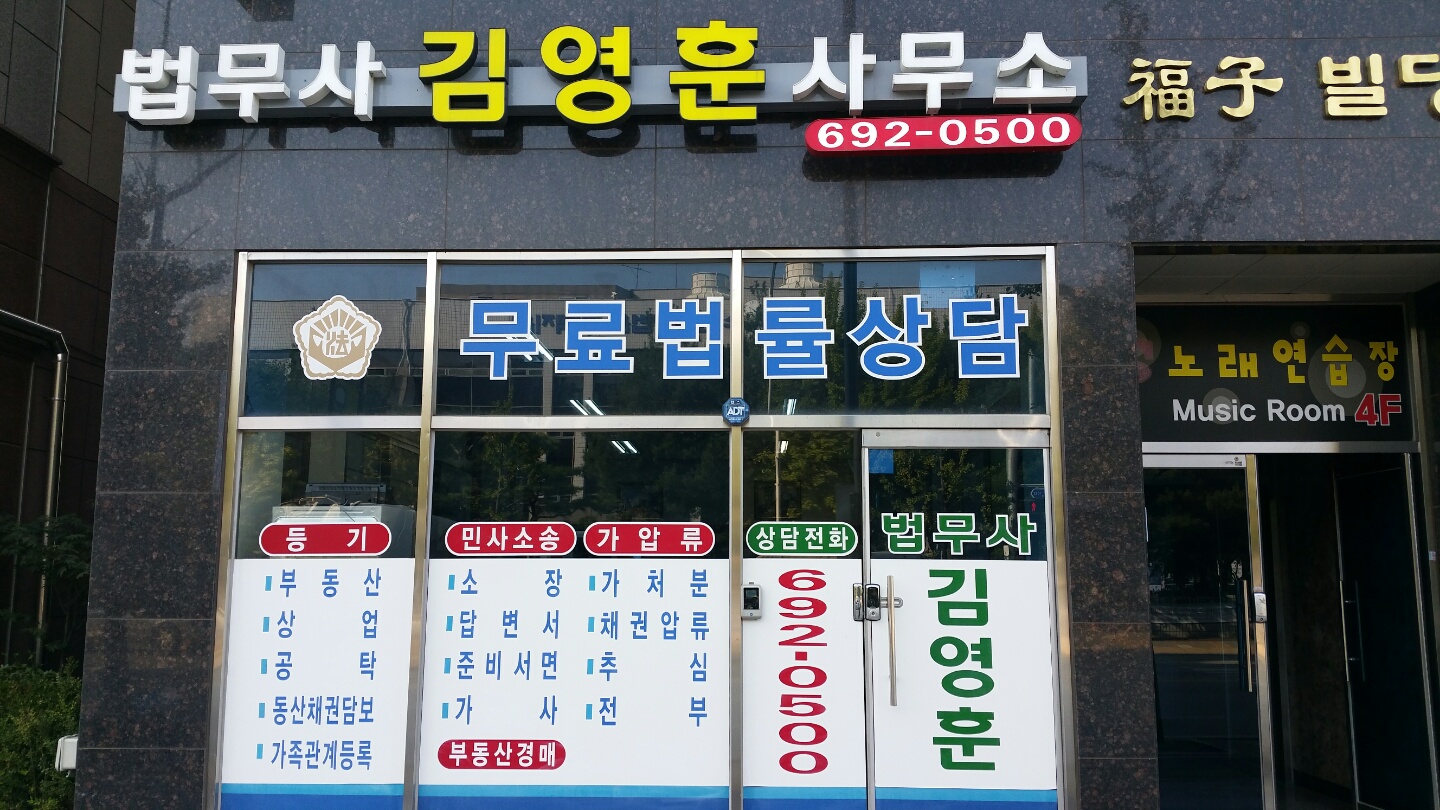 법무사 김영훈 사무소
692-0500
福子 빌딩
法
무료법률상담
ADT
노래연습장
Music Room 4F
등기
부동산
상업
공탁
동산채권담보
가족관계등록
민사소송
소장
답변서
준비서면
가사
부동산경매
가압류
가처분
채권압류
추심
전부
상담전화
692-0500
법무사
김영훈